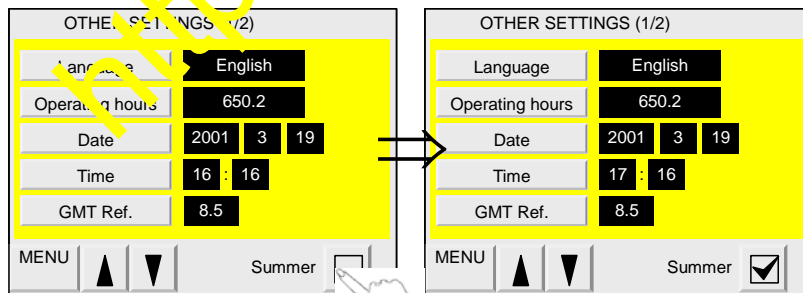 OTHER SETTINGS (1/2)
Language English
Operating hours 650.2
Date 2001 3 19
Time 16 : 16
GMT Ref. 8.5
MENU Summer
OTHER SETTINGS (1/2)
Language English
Operating hours 650.2
Date 2001 3 19
Time 17 : 16
GMT Ref. 8.5
MENU Summer
http